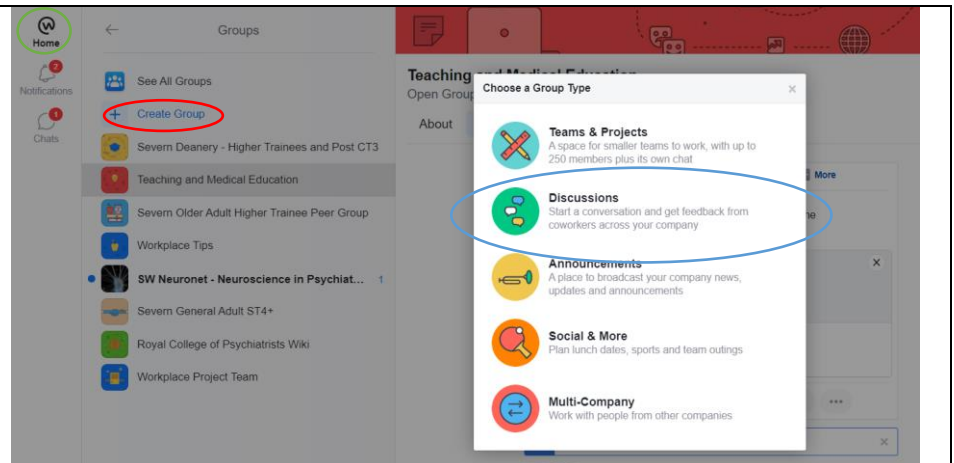 Home
2
Notifications
1
Chats
Groups
See All Groups
Create Group
Severn Deanery - Higher Trainees and Post CT3
Teaching and Medical Education
Severn Older Adult Higher Trainee Peer Group
Workplace Tips
SW Neuronet - Neuroscience in Psychiat... 1
Severn General Adult ST4+
Royal College of Psychiatrists Wiki
Workplace Project Team
Teaching and Medical Education
Open Group
About
More
Choose a Group Type
Teams & Projects
A space for smaller teams to work, with up to
250 members plus its own chat
Discussions
Start a conversation and get feedback from
coworkers across your company
Announcements
A place to broadcast your company news,
updates and announcements
Social & More
Plan lunch dates, sports and team outings
Multi-Company
Work with people from other companies